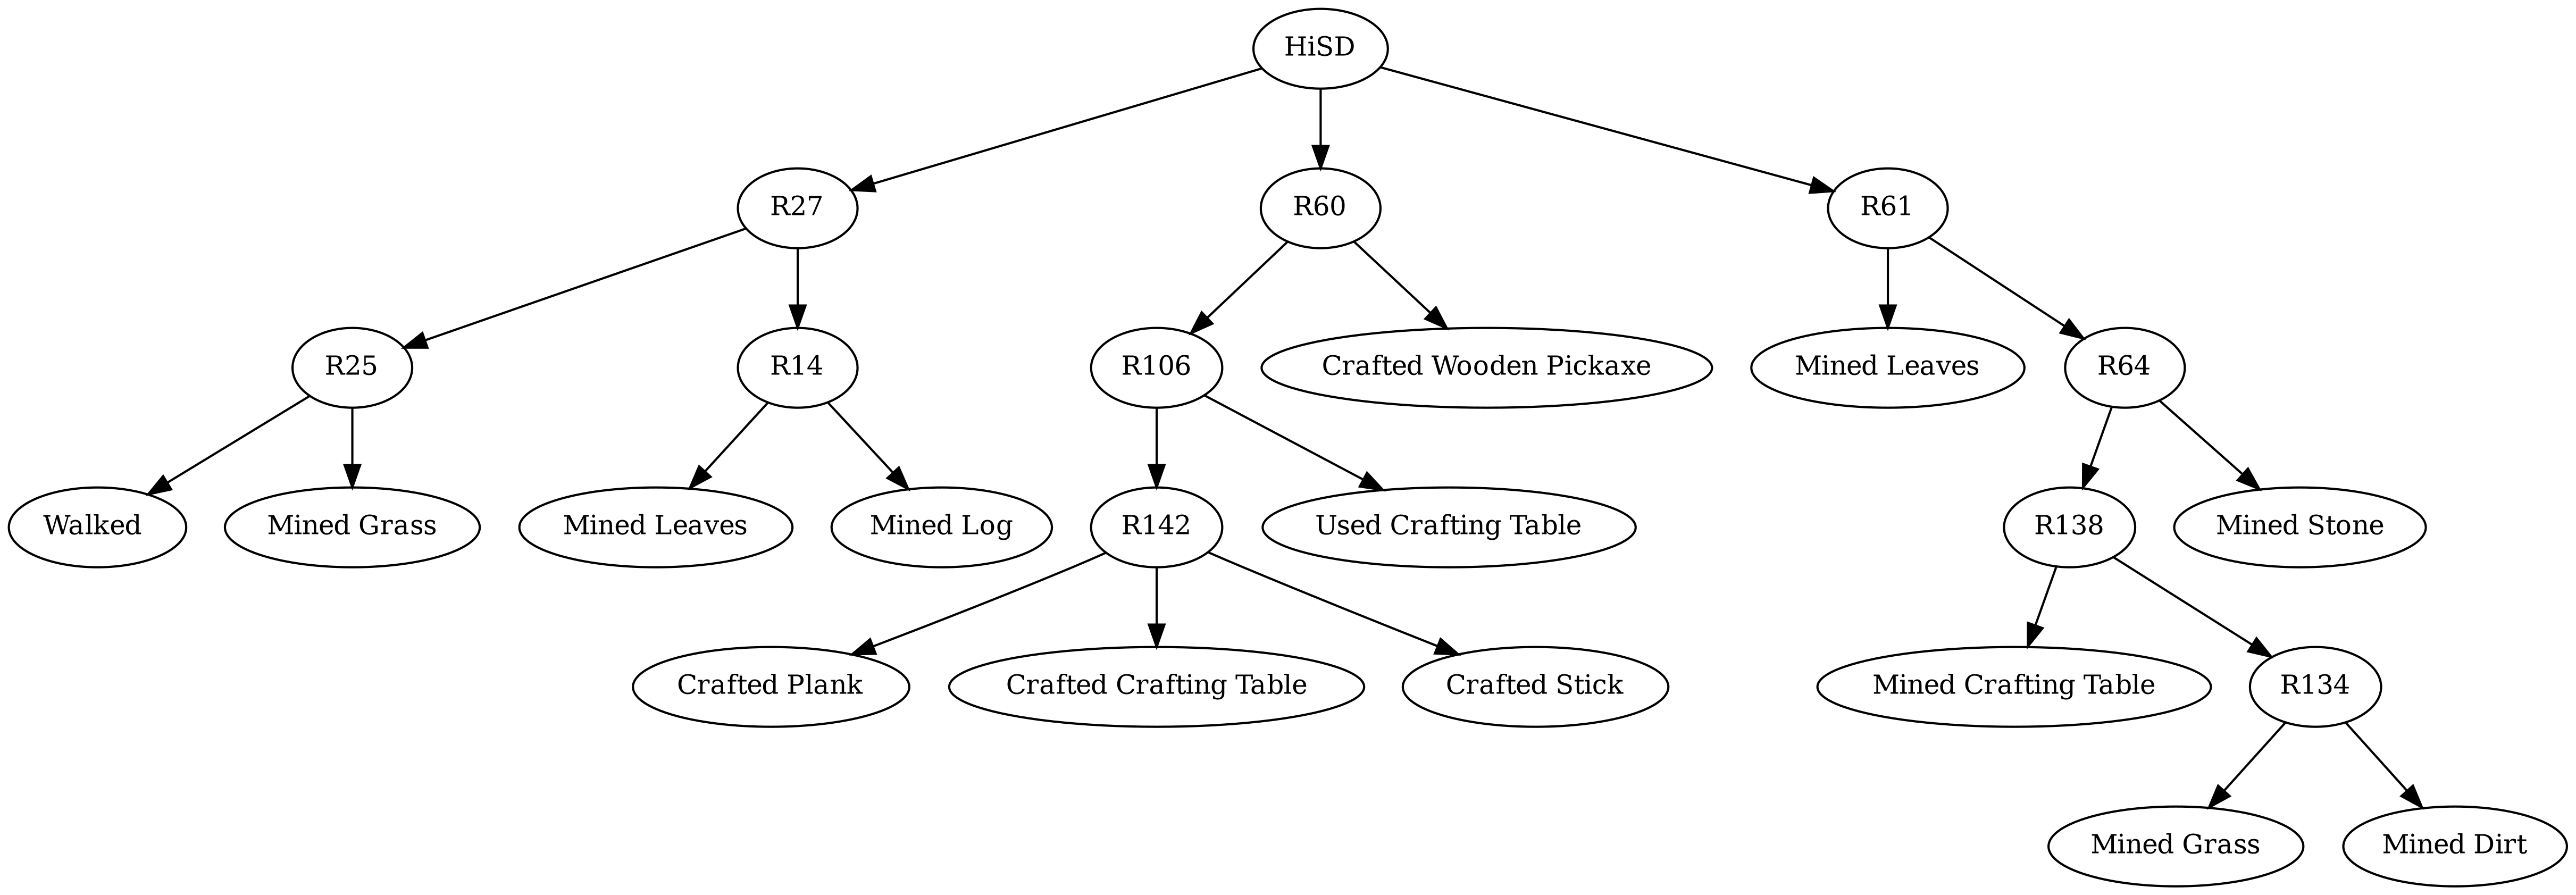 HiSD
R27
R60
R61
R25
R14
R106
Crafted Wooden Pickaxe
Mined Leaves
R64
Walked
Mined Grass
Mined Leaves
Mined Log
R142
Used Crafting Table
R138
Mined Stone
Crafted Plank
Crafted Crafting Table
Crafted Stick
Mined Crafting Table
R134
Mined Grass
Mined Dirt